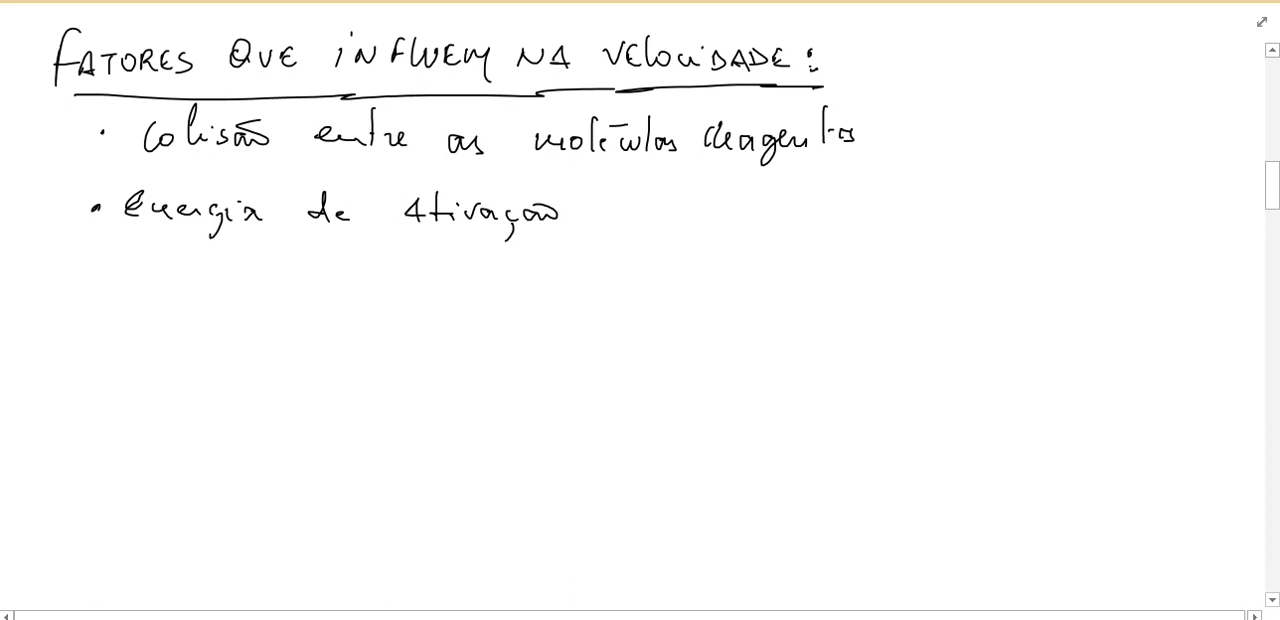 FATORES QUE INFLUEM NA VELOCIDADE:
• Colisão entre as moléculas reagentes
• Energia de Ativação